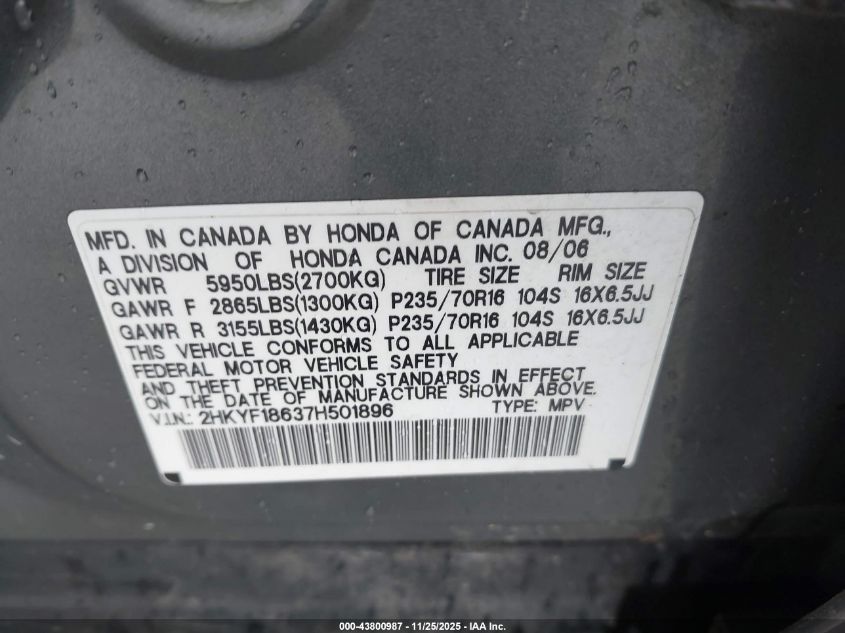 MFD. IN CANADA BY HONDA OF CANADA MFG.,
A DIVISION OF HONDA CANADA INC. 08/06
GVWR 5950LBS(2700KG) TIRE SIZE RIM SIZE
GAWR F 2865LBS(1300KG) P235/70R16 104S 16X6.5JJ
GAWR R 3155LBS(1430KG) P235/70R16 104S 16X6.5JJ
THIS VEHICLE CONFORMS TO ALL APPLICABLE
FEDERAL MOTOR VEHICLE SAFETY
AND THEFT PREVENTION STANDARDS IN EFFECT
ON THE DATE OF MANUFACTURE SHOWN ABOVE.
V.I.N.: 2HKYF18637H501896 TYPE: MPV
000-43800987 - 11/25/2025 - IAA Inc.